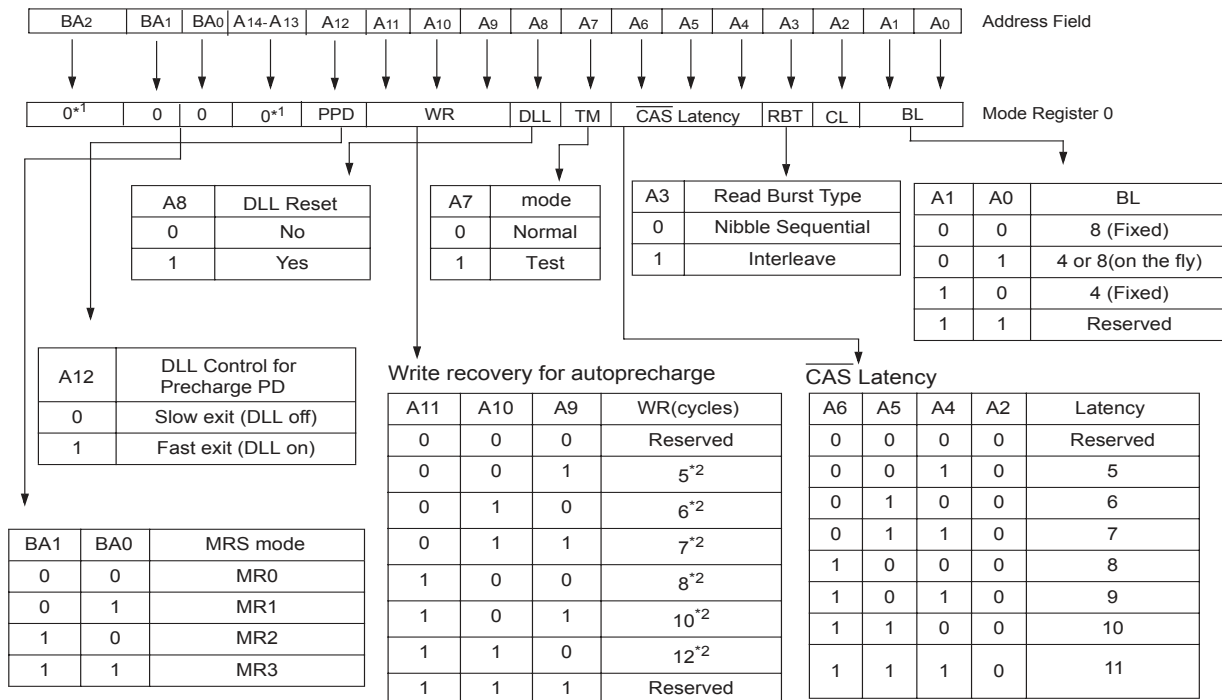 BA2 BA1 BA0 A14-A13 A12 A11 A10 A9 A8 A7 A6 A5 A4 A3 A2 A1 A0 Address Field
0*1 0 0 0*1 PPD WR DLL TM CAS Latency RBT CL BL Mode Register 0
A8 DLL Reset
0 No
1 Yes
A7 mode
0 Normal
1 Test
A3 Read Burst Type
0 Nibble Sequential
1 Interleave
A1 A0 BL
0 0 8 (Fixed)
0 1 4 or 8(on the fly)
1 0 4 (Fixed)
1 1 Reserved
A12 DLL Control for
Precharge PD
0 Slow exit (DLL off)
1 Fast exit (DLL on)
Write recovery for autoprecharge
A11 A10 A9 WR(cycles)
0 0 0 Reserved
0 0 1 5*2
0 1 0 6*2
0 1 1 7*2
1 0 0 8*2
1 0 1 10*2
1 1 0 12*2
1 1 1 Reserved
CAS Latency
A6 A5 A4 A2 Latency
0 0 0 0 Reserved
0 0 1 0 5
0 1 0 0 6
0 1 1 0 7
1 0 0 0 8
1 0 1 0 9
1 1 0 0 10
1 1 1 0 11
BA1 BA0 MRS mode
0 0 MR0
0 1 MR1
1 0 MR2
1 1 MR3